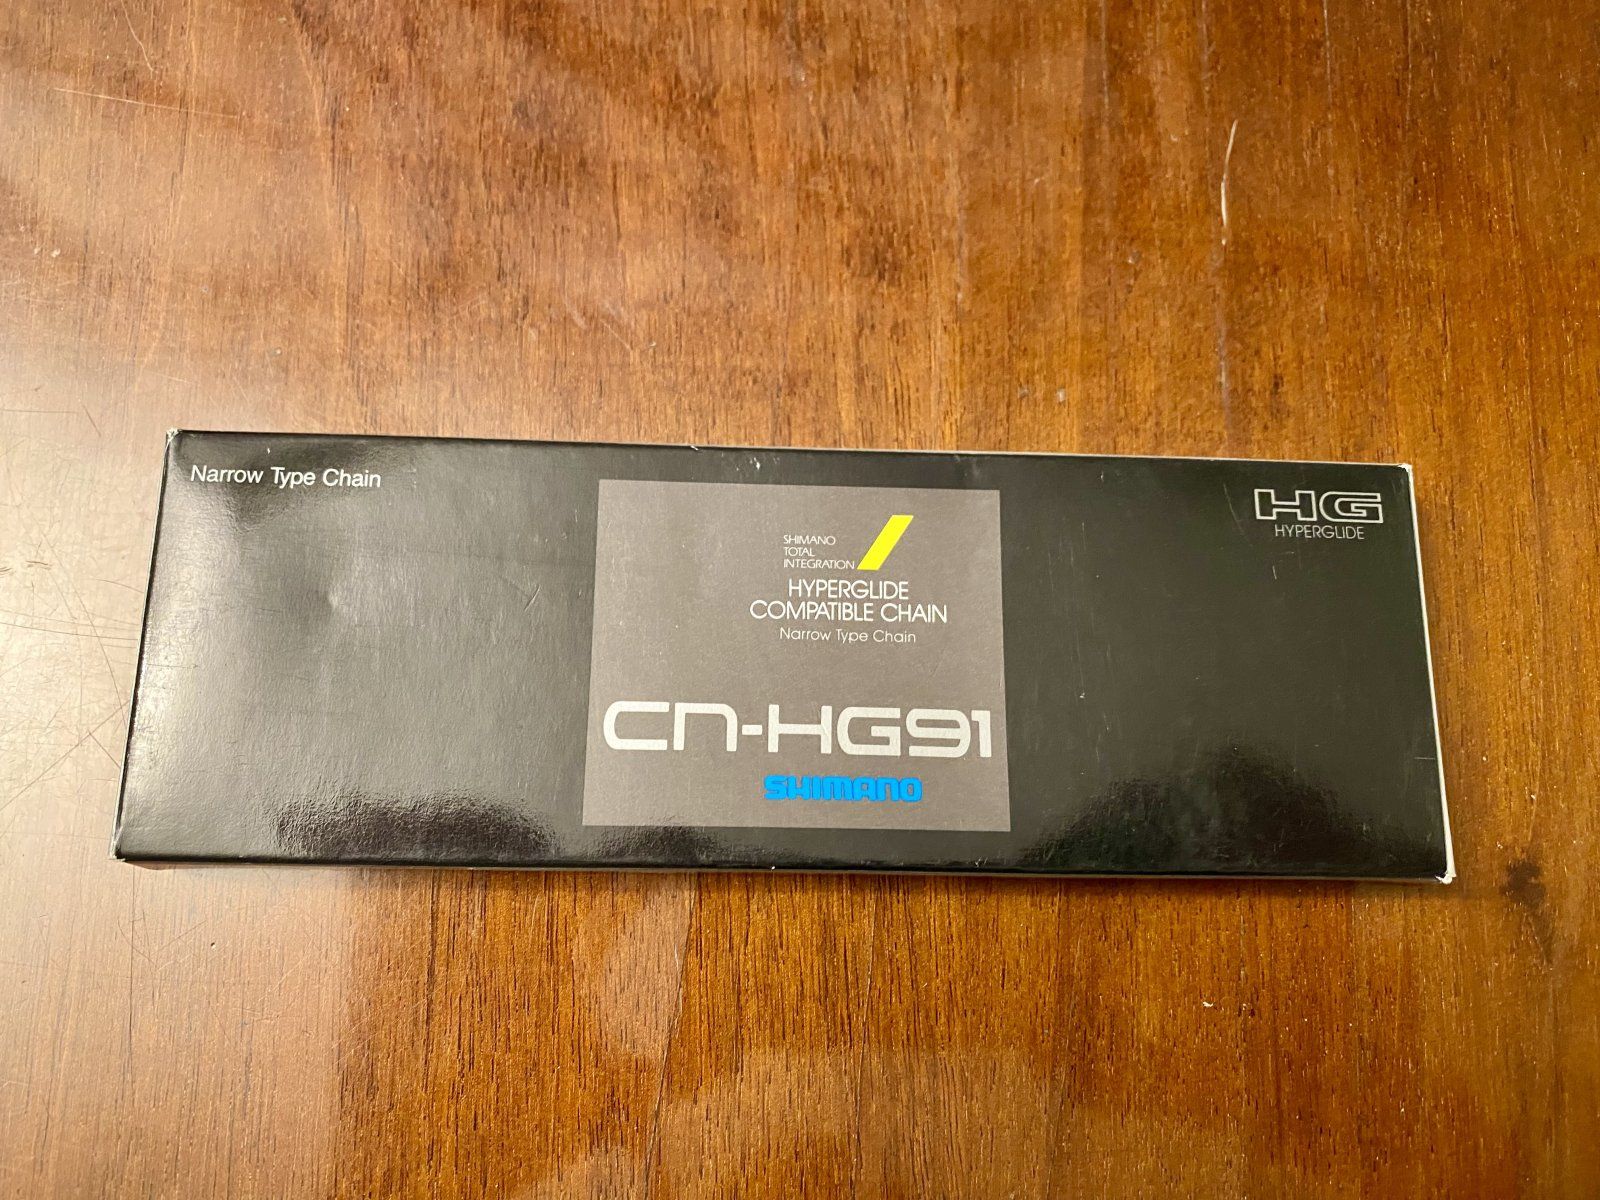 Narrow Type Chain
SHIMANO
TOTAL
INTEGRATION
HYPERGLIDE
COMPATIBLE CHAIN
Narrow Type Chain
CN-HG91
SHIMANO
HG
HYPERGLIDE